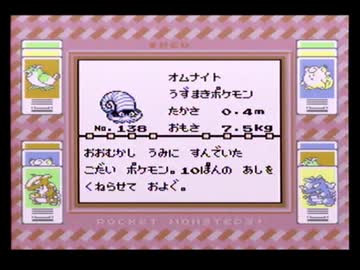 オムナイト
うずまきポケモン
たかさ 0.4m
No.138 おもさ 7.5kg
おおむかし うみに すんでいた
こだい ポケモン。10ぽんの あしを
くねらせて およぐ。
POCKET MONSTERS!